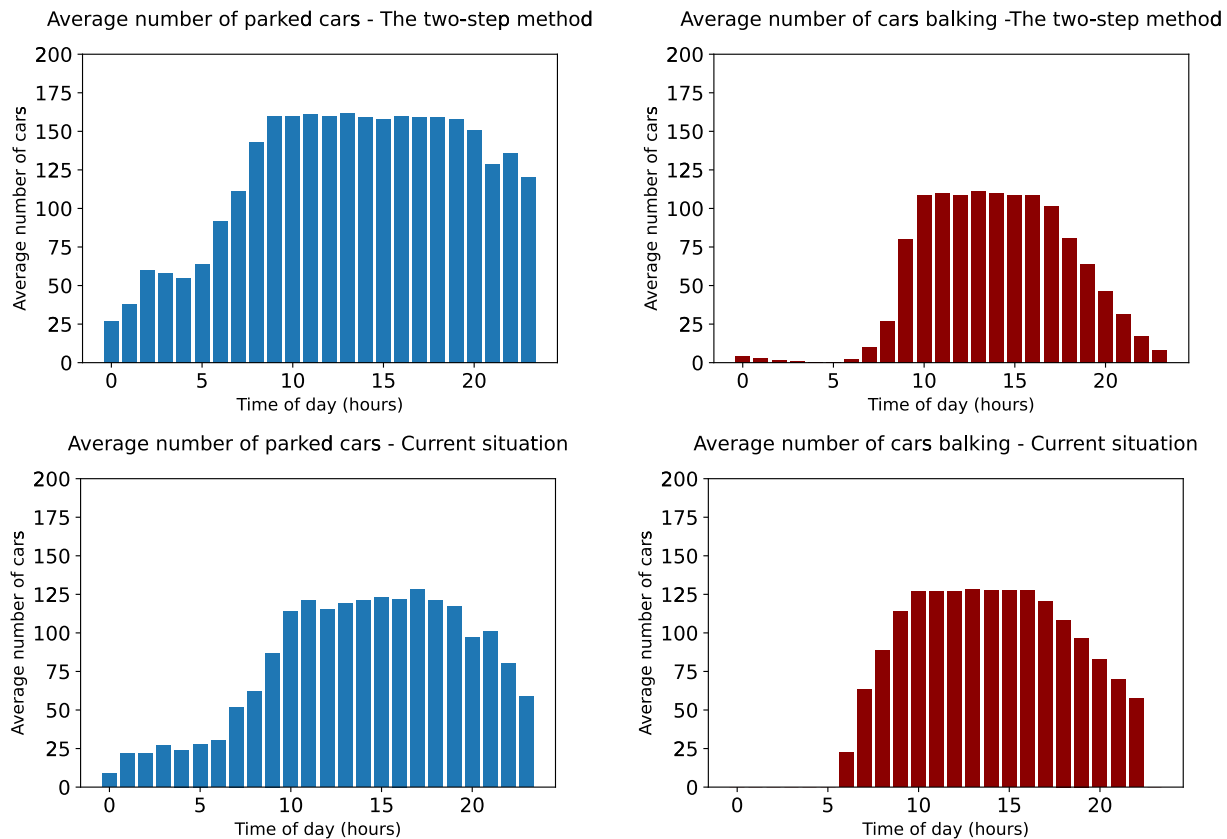 Average number of parked cars - The two-step method
200
175
150
125
100
75
50
25
0
Average number of cars
0 5 10 15 20
Time of day (hours)
Average number of cars balking -The two-step method
200
175
150
125
100
75
50
25
0
Average number of cars
0 5 10 15 20
Time of day (hours)
Average number of parked cars - Current situation
200
175
150
125
100
75
50
25
0
Average number of cars
0 5 10 15 20
Time of day (hours)
Average number of cars balking - Current situation
200
175
150
125
100
75
50
25
0
Average number of cars
0 5 10 15 20
Time of day (hours)